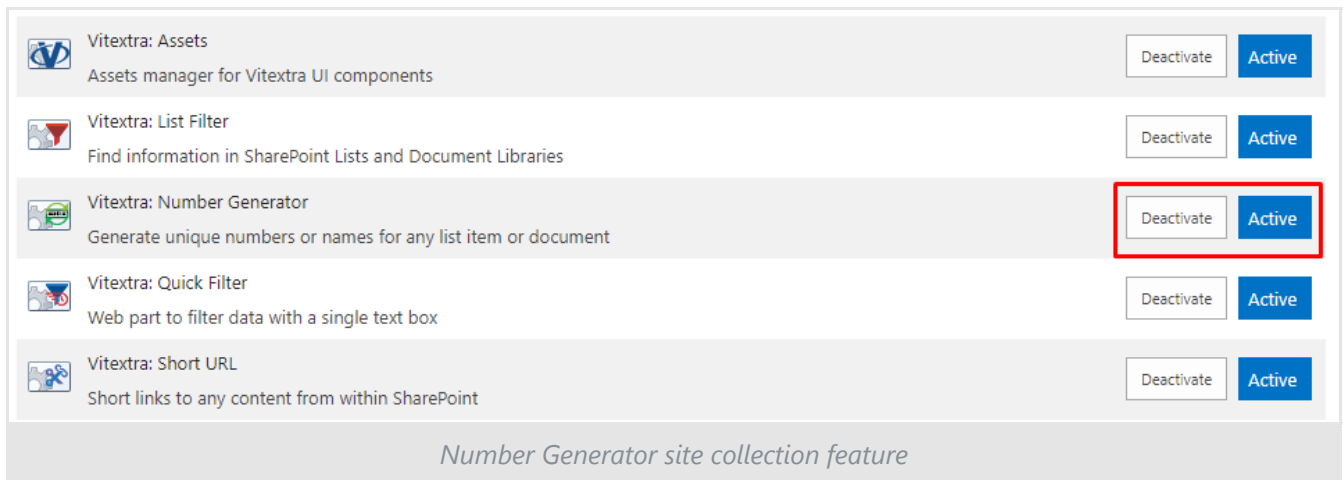 Vitextra: Assets
Assets manager for Vitextra UI components
Deactivate
Active
Vitextra: List Filter
Find information in SharePoint Lists and Document Libraries
Deactivate
Active
Vitextra: Number Generator
Generate unique numbers or names for any list item or document
Deactivate
Active
Vitextra: Quick Filter
Web part to filter data with a single text box
Deactivate
Active
Vitextra: Short URL
Short links to any content from within SharePoint
Deactivate
Active
Number Generator site collection feature